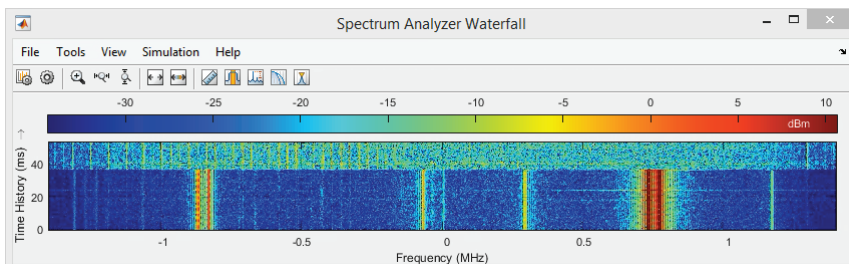 Spectrum Analyzer Waterfall
File Tools View Simulation Help
-30 -25 -20 -15 -10 -5 0 5 10
dBm
Time History (ms) →
40
20
0
-1 -0.5 0 0.5 1
Frequency (MHz)